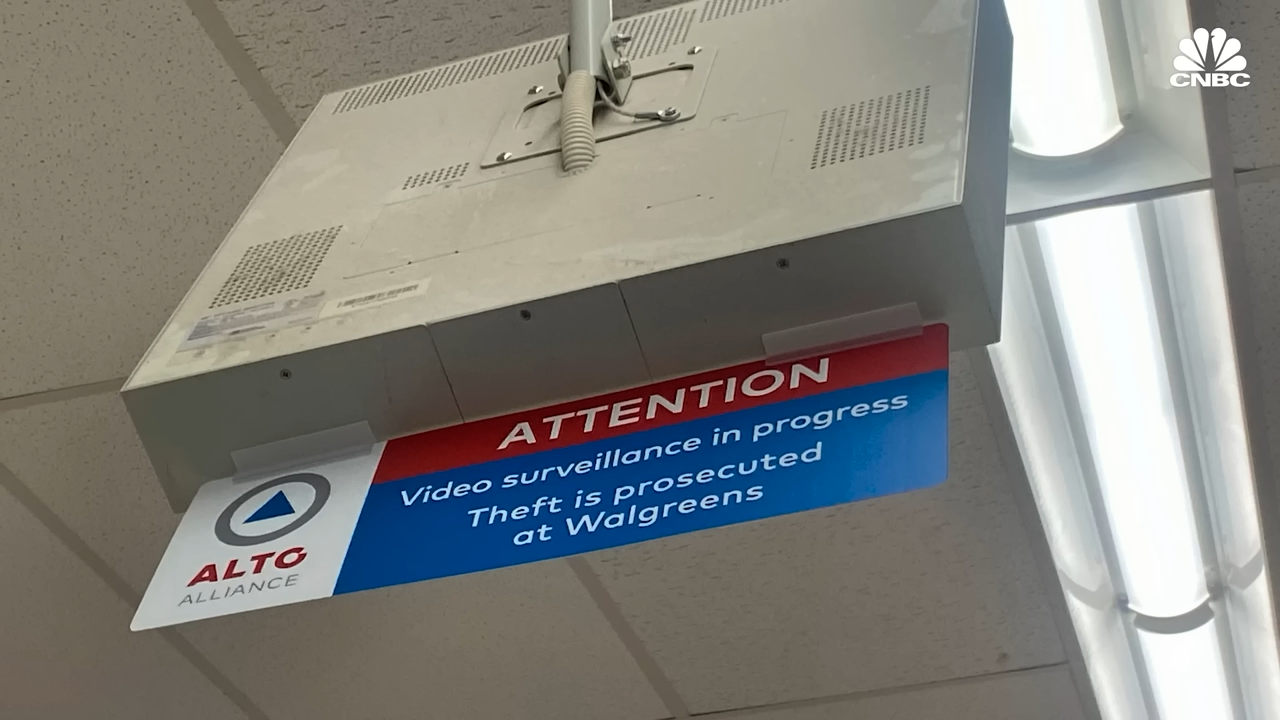 CNBC
ATTENTION
Video surveillance in progress
Theft is prosecuted
at Walgreens
ALTO
ALLIANCE